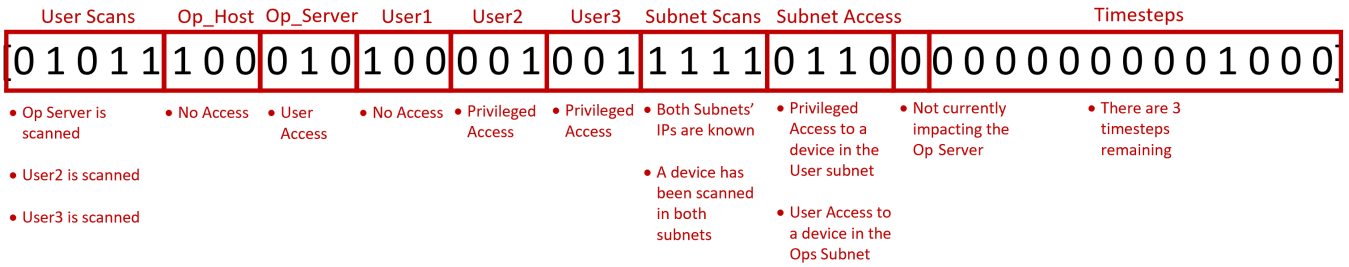 User Scans Op_Host Op_Server User1 User2 User3 Subnet Scans Subnet Access Timesteps
[0 1 0 1 1 1 0 0 0 1 0 1 0 0 0 0 1 0 0 1 1 1 1 1 0 1 1 0 0 0 0 0 0 0 0 0 0 0 1 0 0 0]
• Op Server is
scanned
• User2 is scanned
• User3 is scanned
• No Access
• User
Access
• No Access
• Privileged
Access
• Privileged
Access
• Both Subnets’
IPs are known
• A device has
been scanned
in both
subnets
• Privileged
Access to a
device in the
User subnet
• User Access to
a device in the
Ops Subnet
• Not currently
impacting the
Op Server
• There are 3
timesteps
remaining